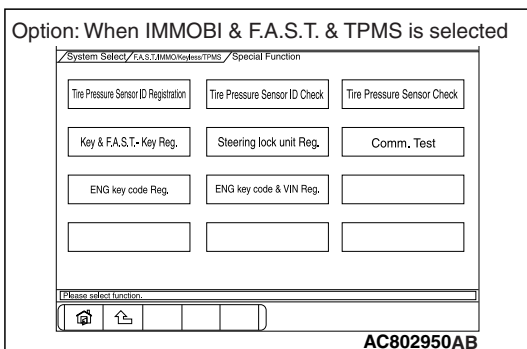 Option: When IMMOBI & F.A.S.T. & TPMS is selected
System Select/F.A.S.T./IMMO/Keyless/TPMS/Special Function
Tire Pressure Sensor ID Registration
Tire Pressure Sensor ID Check
Tire Pressure Sensor Check
Key & F.A.S.T.- Key Reg.
Steering lock unit Reg.
Comm. Test
ENG key code Reg.
ENG key code & VIN Reg.
Please select function.
AC802950AB